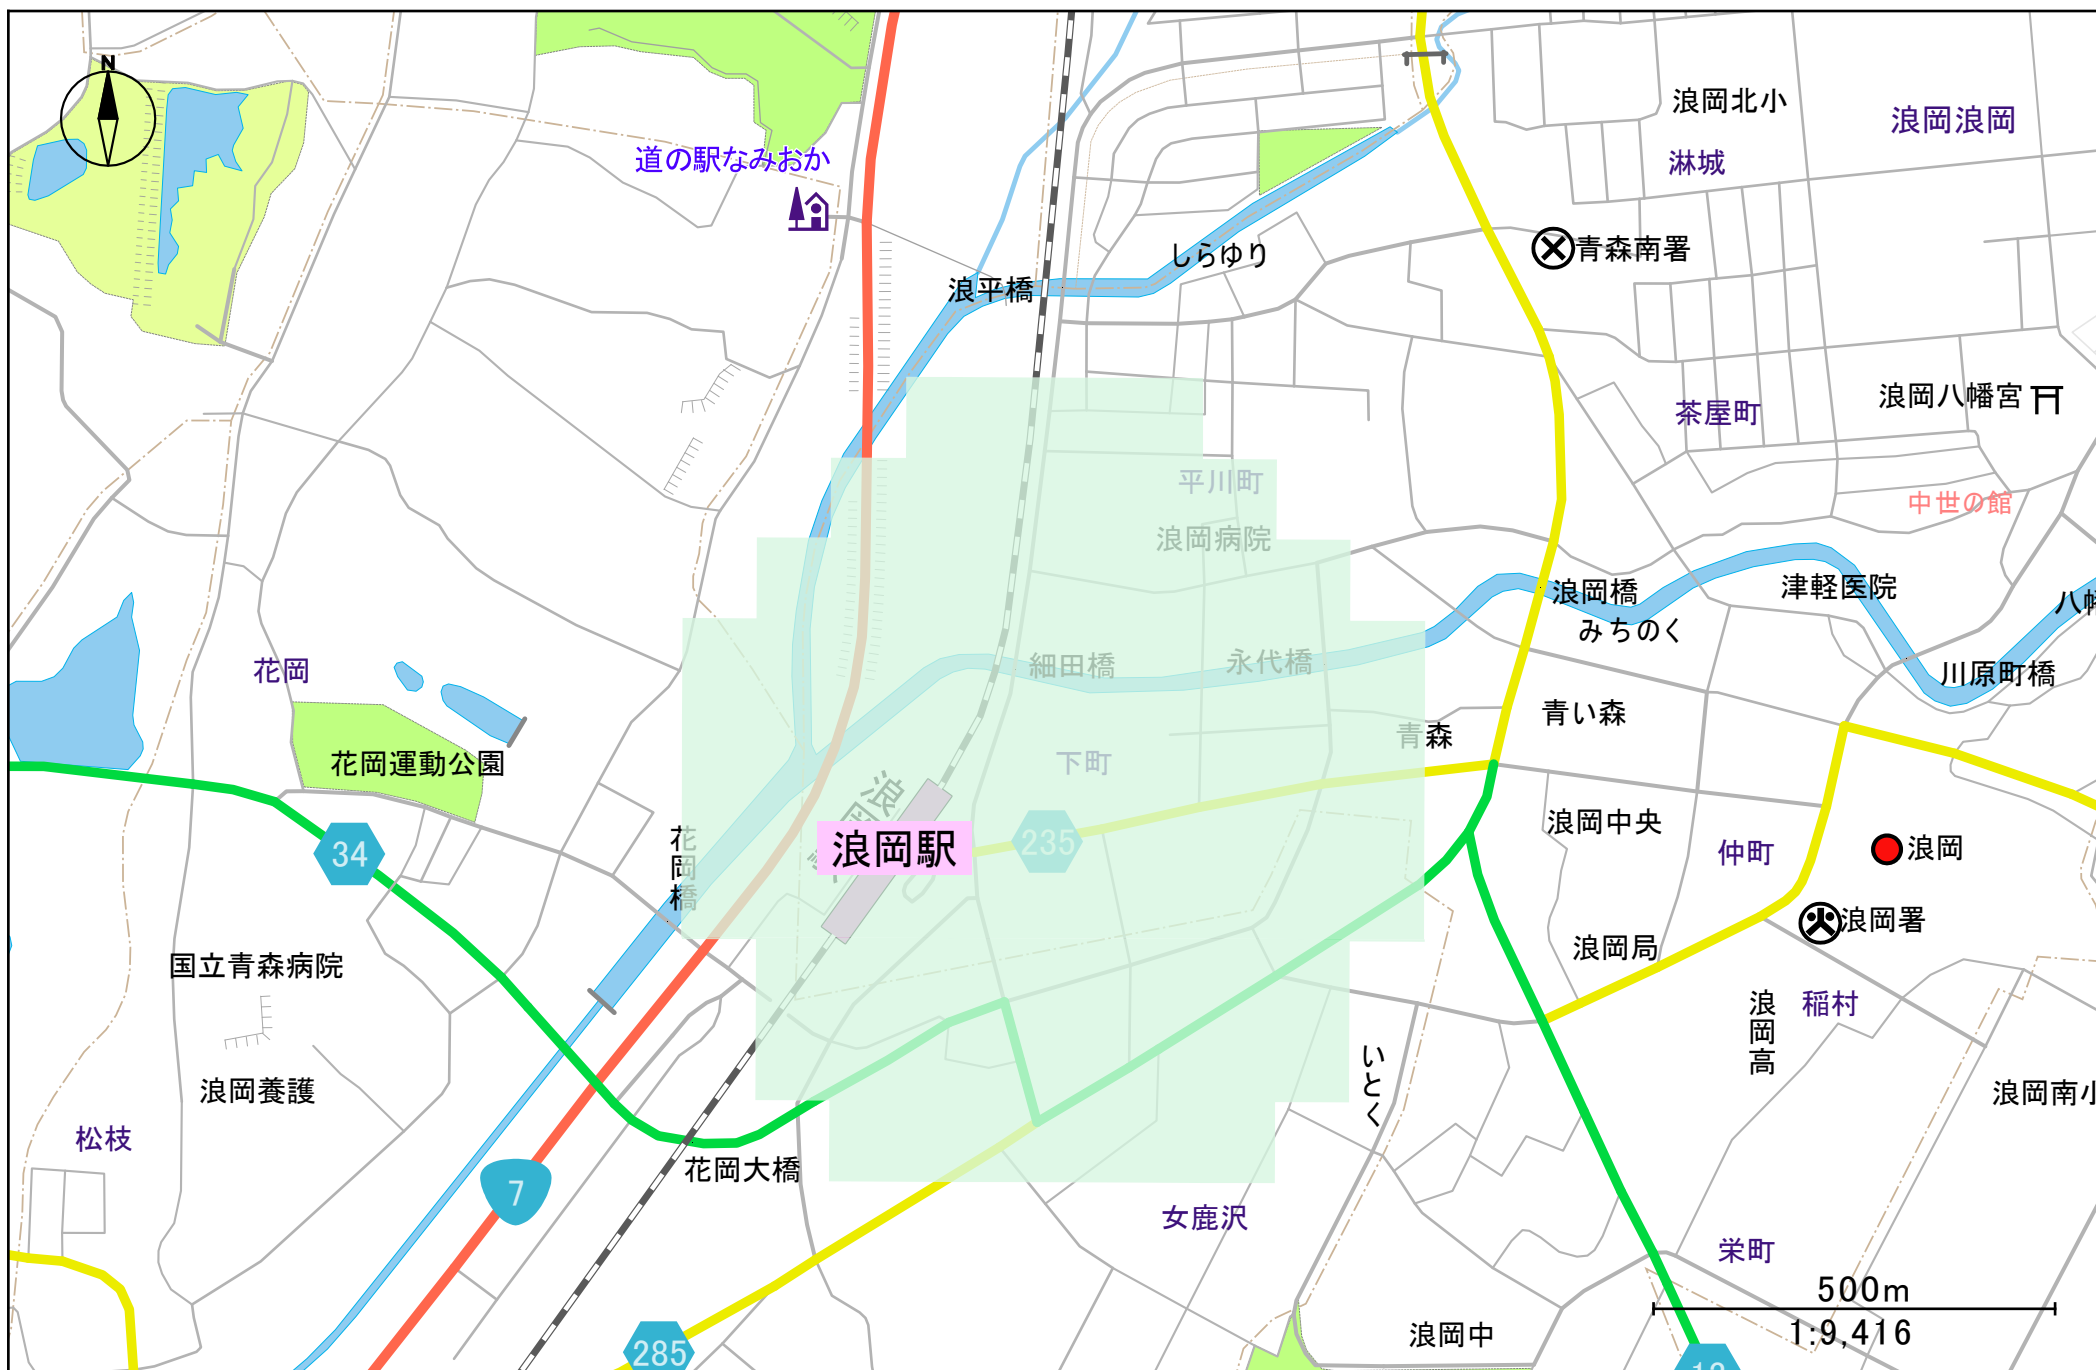 N
浪岡北小
浪岡浪岡
道の駅なみおか
淋城
青森南署
しらゆり
浪平橋
浪岡八幡宮
茶屋町
平川町
中世の館
浪岡病院
浪岡橋
津軽医院
みちのく
花岡
細田橋
永代橋
川原町橋
青い森
青森
花岡運動公園
下町
浪岡中央
34
花岡橋
浪岡駅
235
仲町
浪岡
浪岡署
浪岡局
国立青森病院
浪岡高
稲村
いとく
浪岡養護
浪岡南小
松枝
花岡大橋
7
女鹿沢
栄町
500m
1:9,416
浪岡中
285